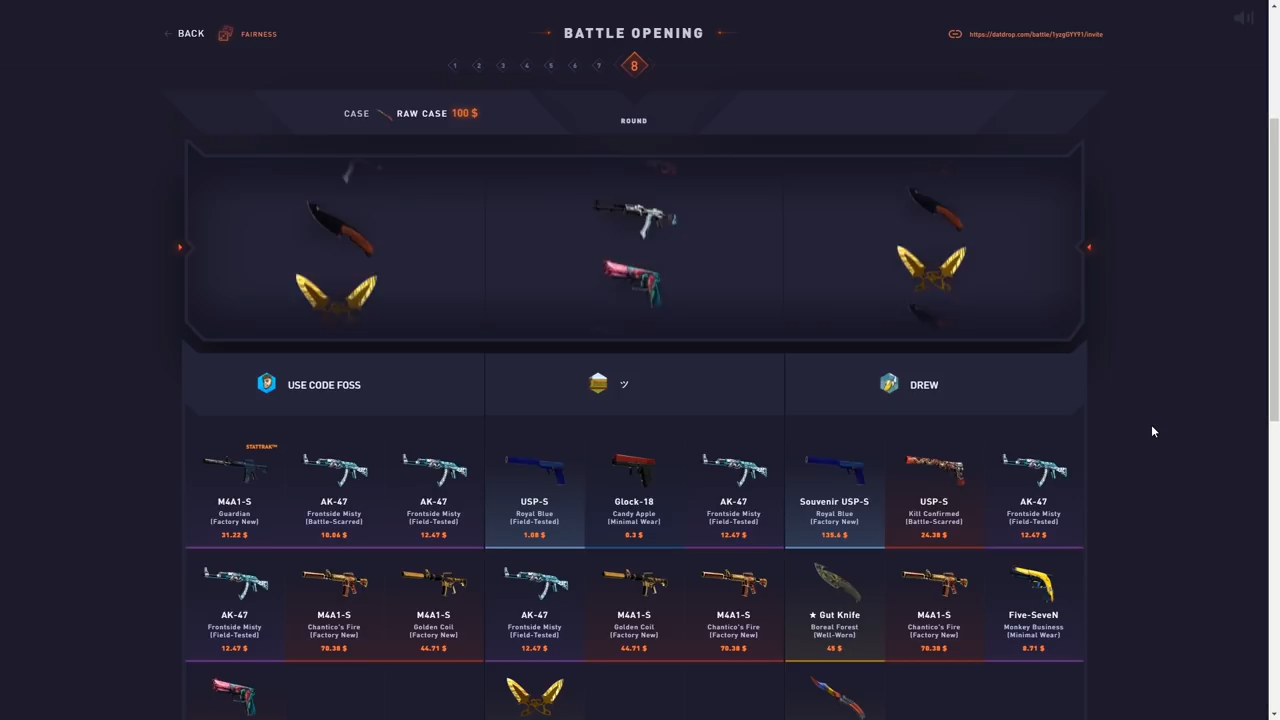 ← BACK
FAIRNESS
BATTLE OPENING
https://datdrop.com/battle/1yzgGYY91/invite
1 2 3 4 5 6 7 8
CASE RAW CASE 100 $
ROUND
USE CODE FOSS
ツ
DREW
STATTRAK™
M4A1-S AK-47 AK-47 USP-S Glock-18 AK-47 Souvenir USP-S USP-S AK-47
Guardian Frontside Misty Frontside Misty Royal Blue Candy Apple Frontside Misty Royal Blue Kill Confirmed Frontside Misty
(Factory New) (Battle-Scarred) (Field-Tested) (Field-Tested) (Minimal Wear) (Field-Tested) (Factory New) (Battle-Scarred) (Field-Tested)
31.22 $ 10.06 $ 12.47 $ 1.08 $ 0.3 $ 12.47 $ 135.6 $ 24.38 $ 12.47 $
AK-47 M4A1-S M4A1-S AK-47 M4A1-S M4A1-S ★ Gut Knife M4A1-S Five-SeveN
Frontside Misty Chantico's Fire Golden Coil Frontside Misty Golden Coil Chantico's Fire Boreal Forest Chantico's Fire Monkey Business
(Field-Tested) (Factory New) (Factory New) (Field-Tested) (Factory New) (Factory New) (Well-Worn) (Factory New) (Minimal Wear)
12.47 $ 70.38 $ 44.71 $ 12.47 $ 44.71 $ 70.38 $ 45 $ 70.38 $ 8.71 $